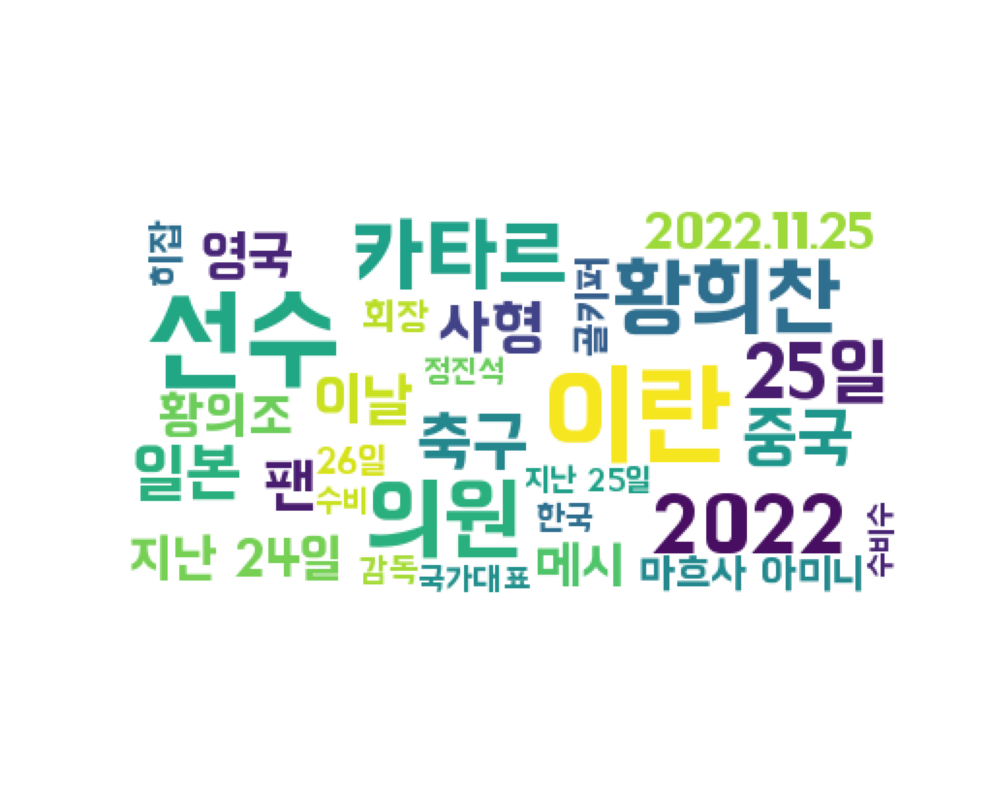 히잡
영국
카타르
2022.11.25
선수
회장
사형
골키퍼
황희찬
정진석
25일
황의조
이날
축구
이란
중국
일본
팬
26일
수비
의원
지난 25일
한국
2022
수비수
지난 24일
감독
국가대표
메시
마흐사 아미니